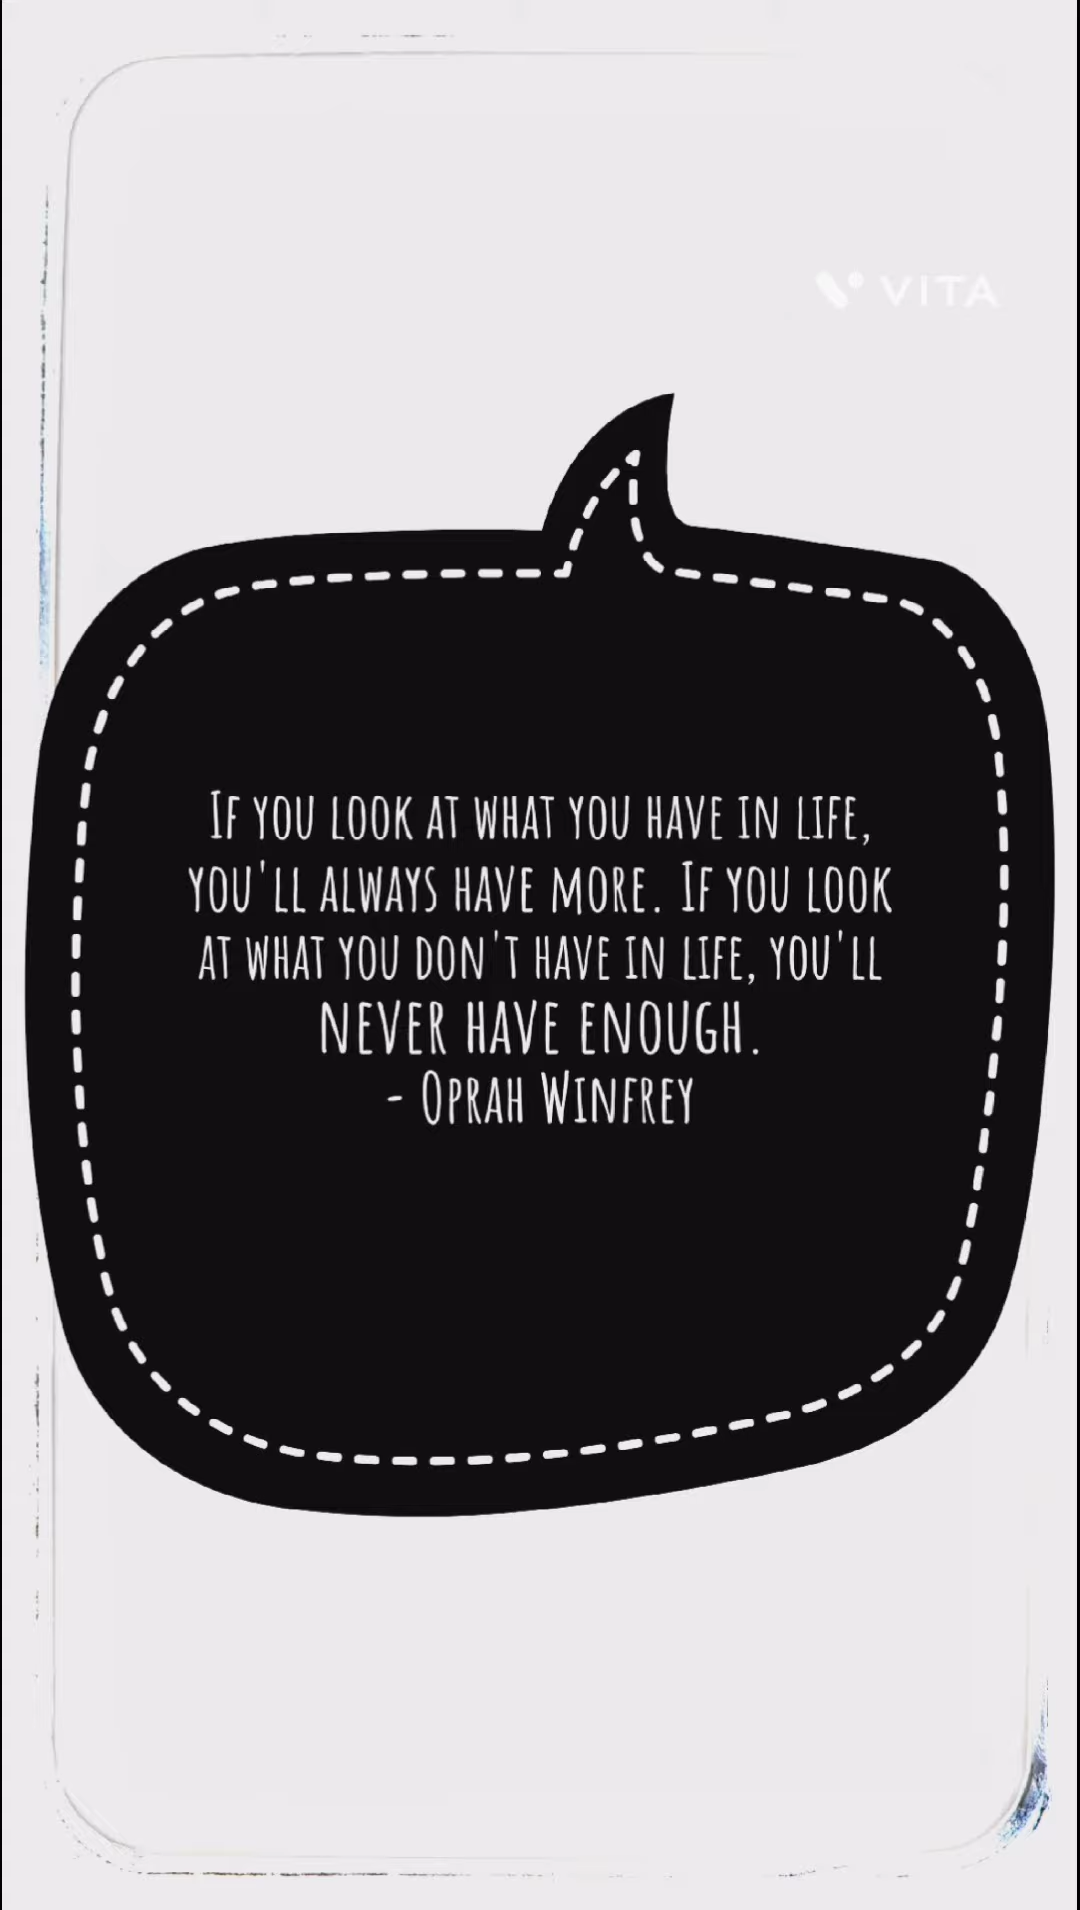 VITA
If you look at what you have in life,
you'll always have more. If you look
at what you don't have in life, you'll
never have enough.
- Oprah Winfrey